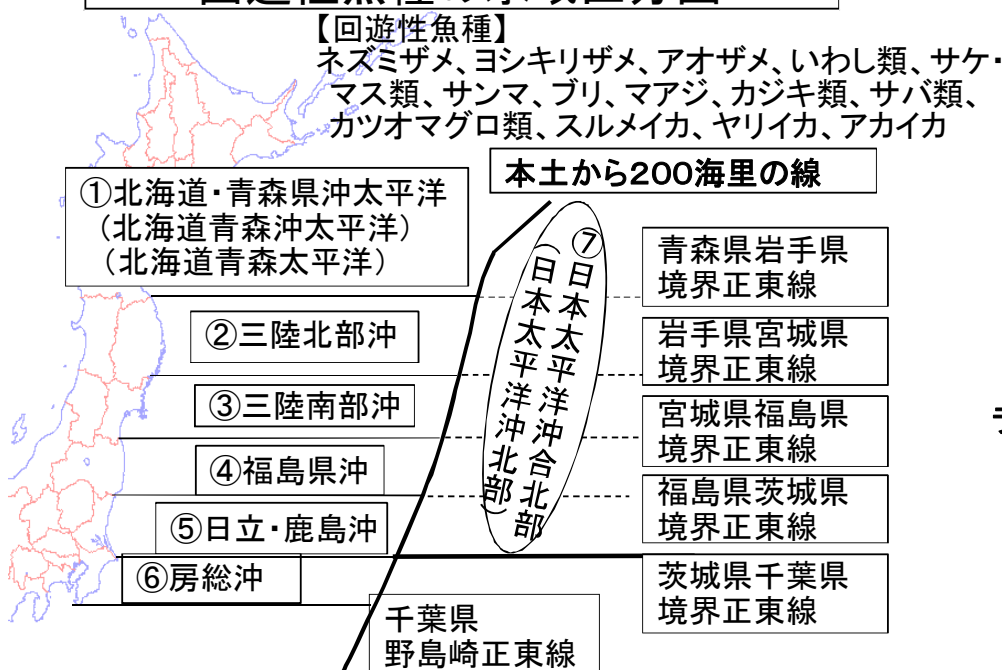 【回遊性魚種】
ネズミザメ、ヨシキリザメ、アオザメ、いわし類、サケ・
マス類、サンマ、ブリ、マアジ、カジキ類、サバ類、
カツオマグロ類、スルメイカ、ヤリイカ、アカイカ
本土から200海里の線
①北海道・青森県沖太平洋
(北海道青森沖太平洋)
(北海道青森太平洋)
②三陸北部沖
③三陸南部沖
④福島県沖
⑤日立・鹿島沖
⑥房総沖
⑦日本太平洋沖合北部
(日本太平洋沖北部)
青森県岩手県
境界正東線
岩手県宮城県
境界正東線
宮城県福島県
境界正東線
福島県茨城県
境界正東線
茨城県千葉県
境界正東線
千葉県
野島崎正東線